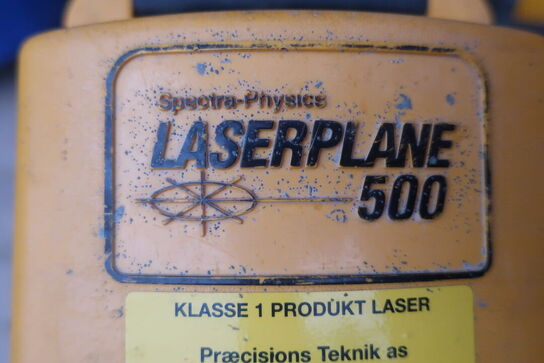 Spectra-Physics
LASERPLANE
500
KLASSE 1 PRODUKT LASER
Præcisions Teknik as